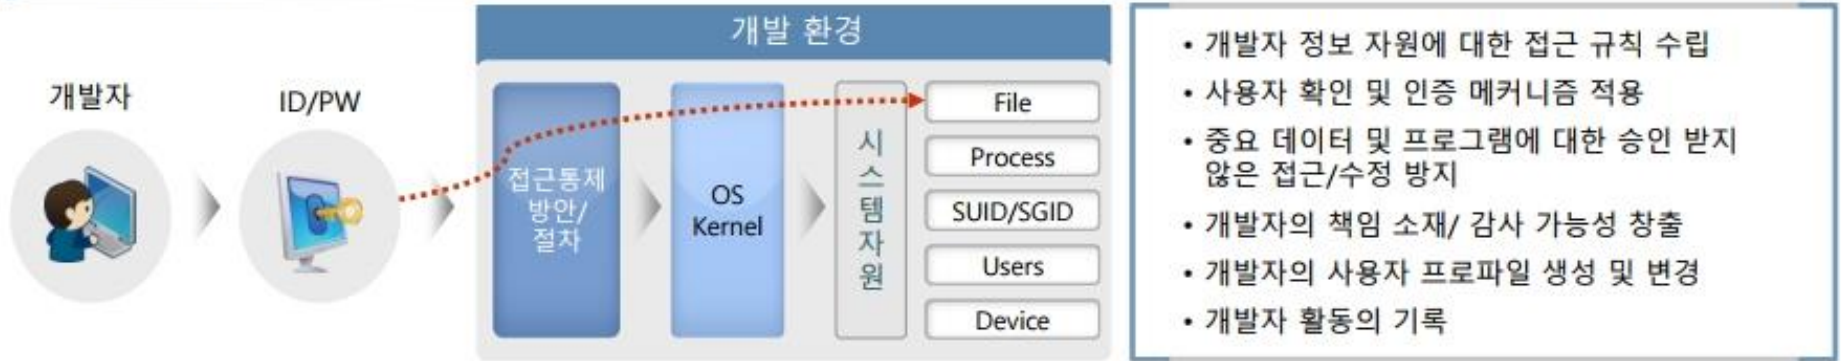 개발자
ID/PW
개발 환경
접근통제
방안/
절차
OS
Kernel
시
스
템
자
원
File
Process
SUID/SGID
Users
Device
• 개발자 정보 자원에 대한 접근 규칙 수립
• 사용자 확인 및 인증 메커니즘 적용
• 중요 데이터 및 프로그램에 대한 승인 받지
않은 접근/수정 방지
• 개발자의 책임 소재/ 감사 가능성 창출
• 개발자의 사용자 프로파일 생성 및 변경
• 개발자 활동의 기록